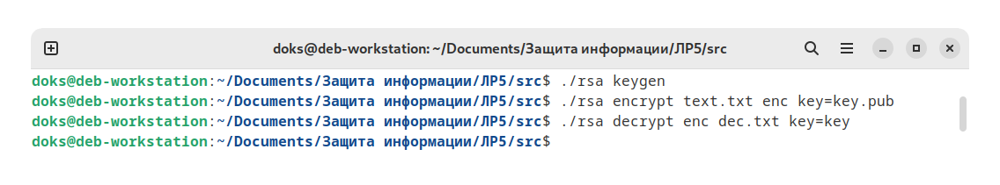 doks@deb-workstation: ~/Documents/Защита информации/ЛР5/src
doks@deb-workstation:~/Documents/Защита информации/ЛР5/src$ ./rsa keygen
doks@deb-workstation:~/Documents/Защита информации/ЛР5/src$ ./rsa encrypt text.txt enc key=key.pub
doks@deb-workstation:~/Documents/Защита информации/ЛР5/src$ ./rsa decrypt enc dec.txt key=key
doks@deb-workstation:~/Documents/Защита информации/ЛР5/src$